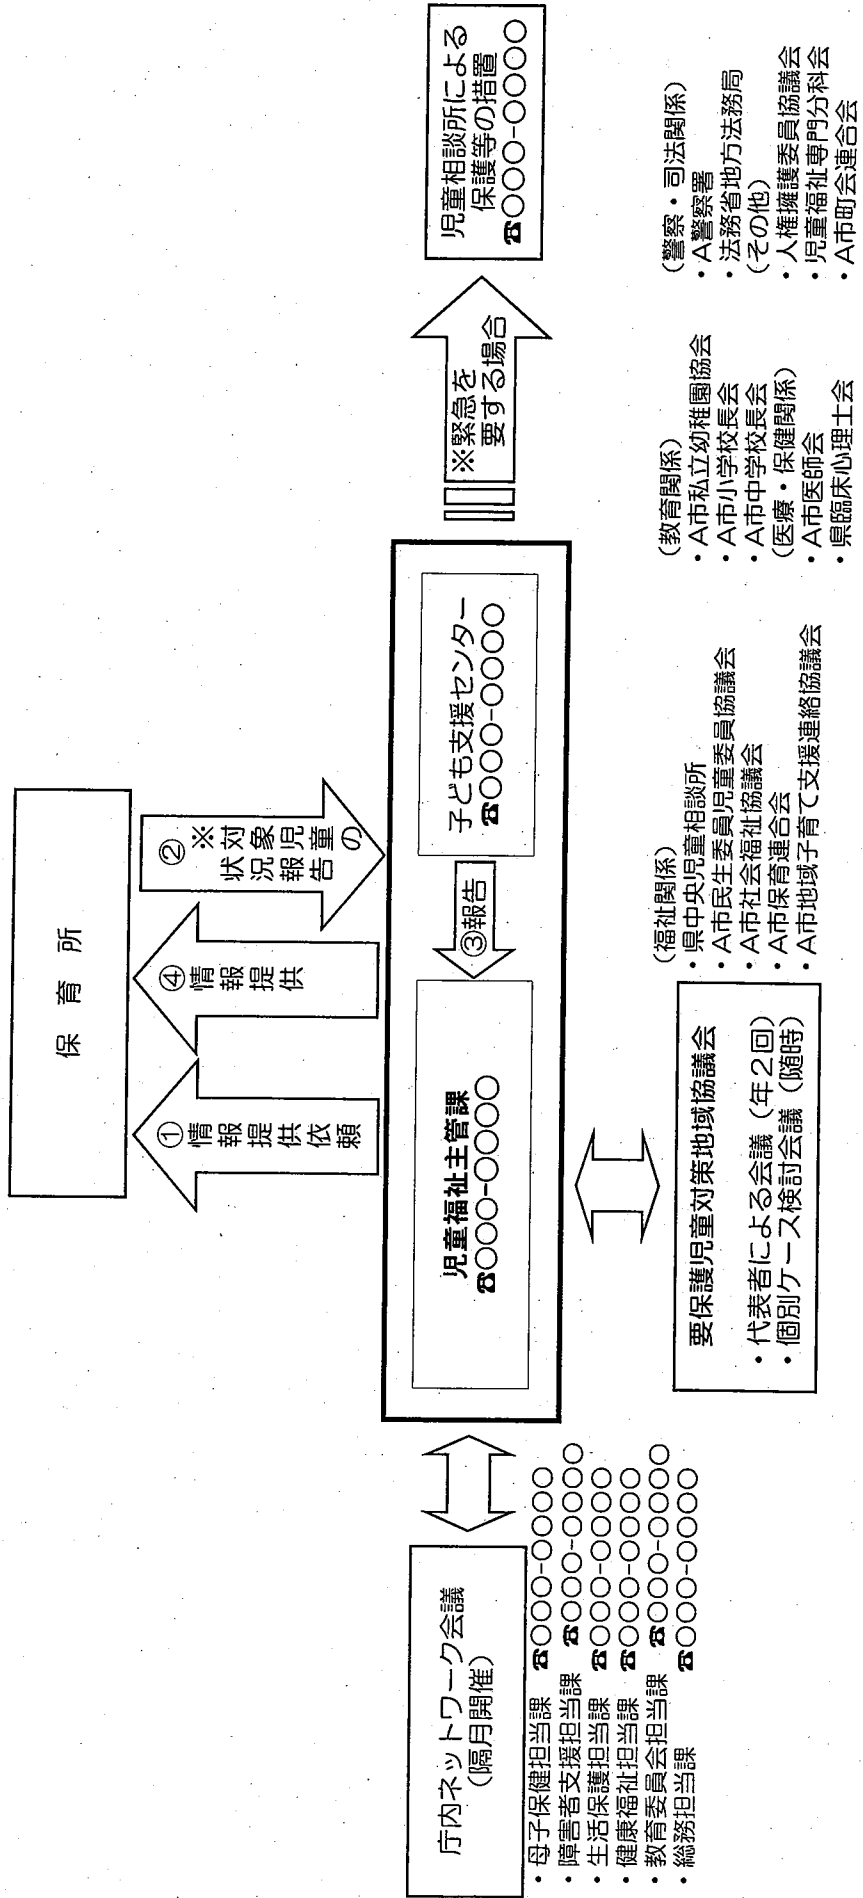 保育所
①情報提供依頼
④情報提供
②※対象児童の
状況報告
庁内ネットワーク会議
(隔月開催)
・母子保健担当課 ☎○○○-○○○○
・障害者支援担当課 ☎○○○-○○○○
・生活保護担当課 ☎○○○-○○○○
・健康福祉担当課 ☎○○○-○○○○
・教育委員会担当課 ☎○○○-○○○○
・総務担当課 ☎○○○-○○○○
児童福祉主管課
☎○○○-○○○○
③報告
子ども支援センター
☎○○○-○○○○
※緊急を
要する場合
児童相談所による
保護等の措置
☎○○○-○○○○
要保護児童対策地域協議会
・代表者による会議(年2回)
・個別ケース検討会議(随時)
(福祉関係)
・県中央児童相談所
・A市民生委員児童委員協議会
・A市社会福祉協議会
・A市保育連合会
・A市地域子育て支援連絡協議会
(教育関係)
・A市私立幼稚園協会
・A市小学校長会
・A市中学校長会
(医療・保健関係)
・A市医師会
・県臨床心理士会
(警察・司法関係)
・A警察署
・法務省地方法務局
(その他)
・人権擁護委員協議会
・児童福祉専門分科会
・A市町会連合会